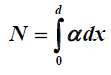 N = ∫₀ᵈ αdx